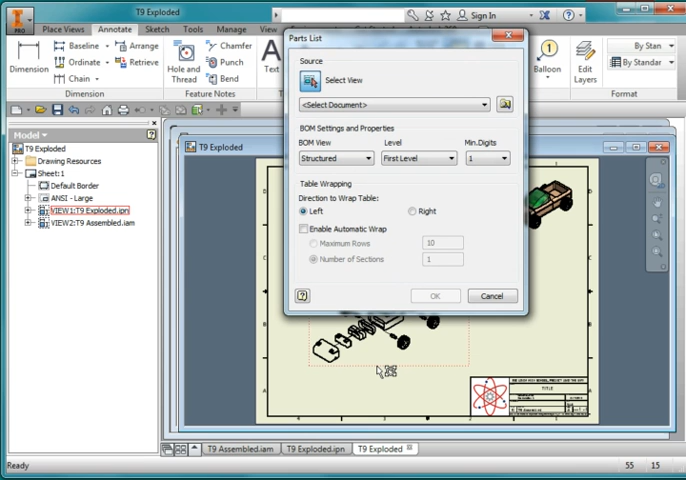 T9 Exploded
Sign In
PRO
Place Views
Annotate
Sketch
Tools
Manage
View
Dimension
Baseline
Ordinate
Chain
Arrange
Retrieve
Dimension
Hole and
Thread
Chamfer
Punch
Bend
Feature Notes
Text
Balloon
Edit
Layers
By Stan
By Standar
Format
Parts List
Source
Select View
<Select Document>
BOM Settings and Properties
BOM View
Level
Min.Digits
Structured
First Level
1
Table Wrapping
Direction to Wrap Table:
Left
Right
Enable Automatic Wrap
Maximum Rows
10
Number of Sections
1
OK
Cancel
Model
T9 Exploded
Drawing Resources
Sheet:1
Default Border
ANSI - Large
VIEW1:T9 Exploded.ipn
VIEW2:T9 Assembled.iam
T9 Exploded
TITLE
T9 Assembled.iam
T9 Exploded.ipn
T9 Exploded
Ready
55
15